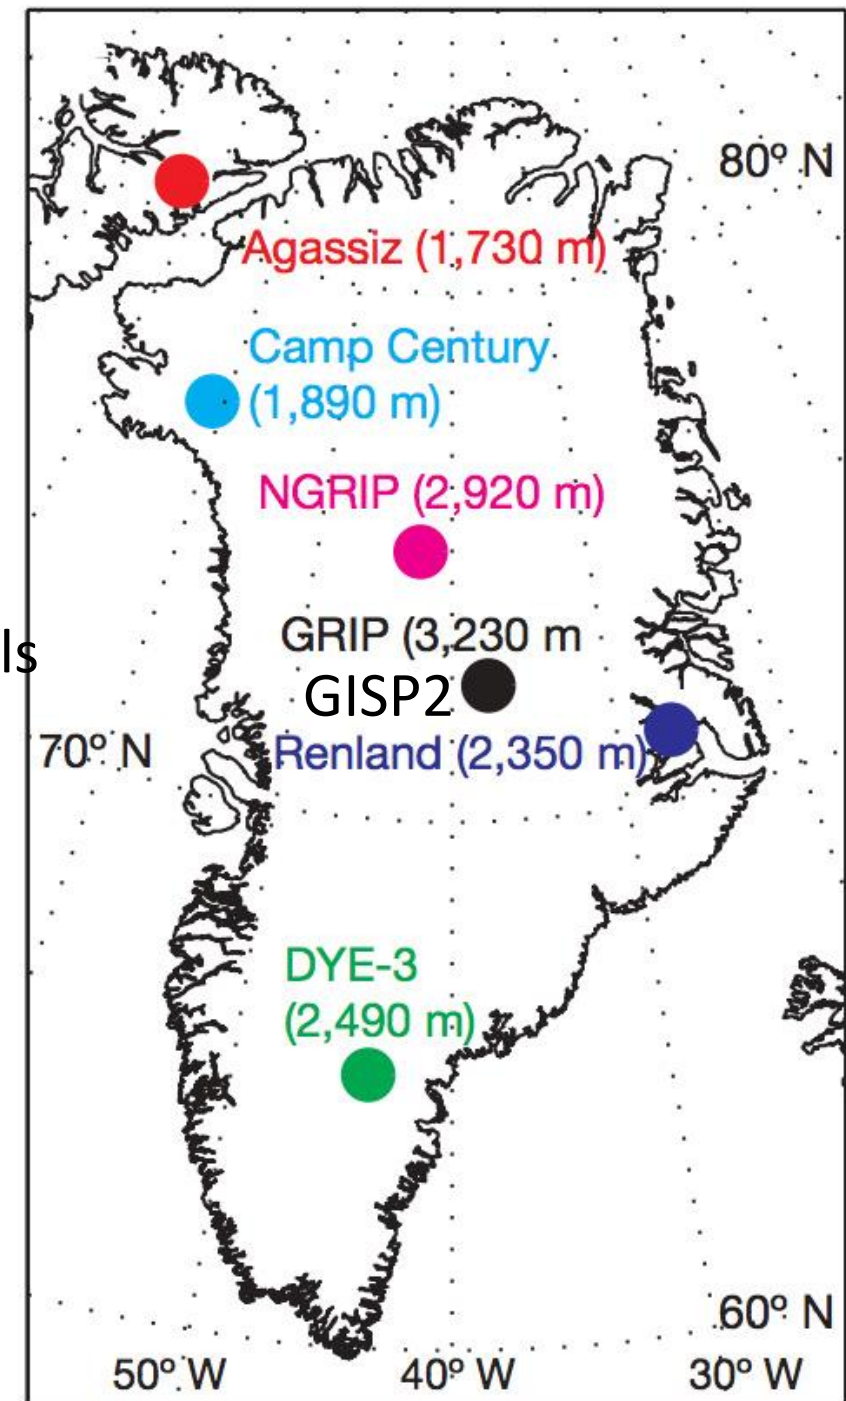 80º N
Agassiz (1,730 m)
Camp Century
(1,890 m)
NGRIP (2,920 m)
GRIP (3,230 m
ls
GISP2
70º N
Renland (2,350 m)
DYE-3
(2,490 m)
60º N
50º W
40º W
30º W